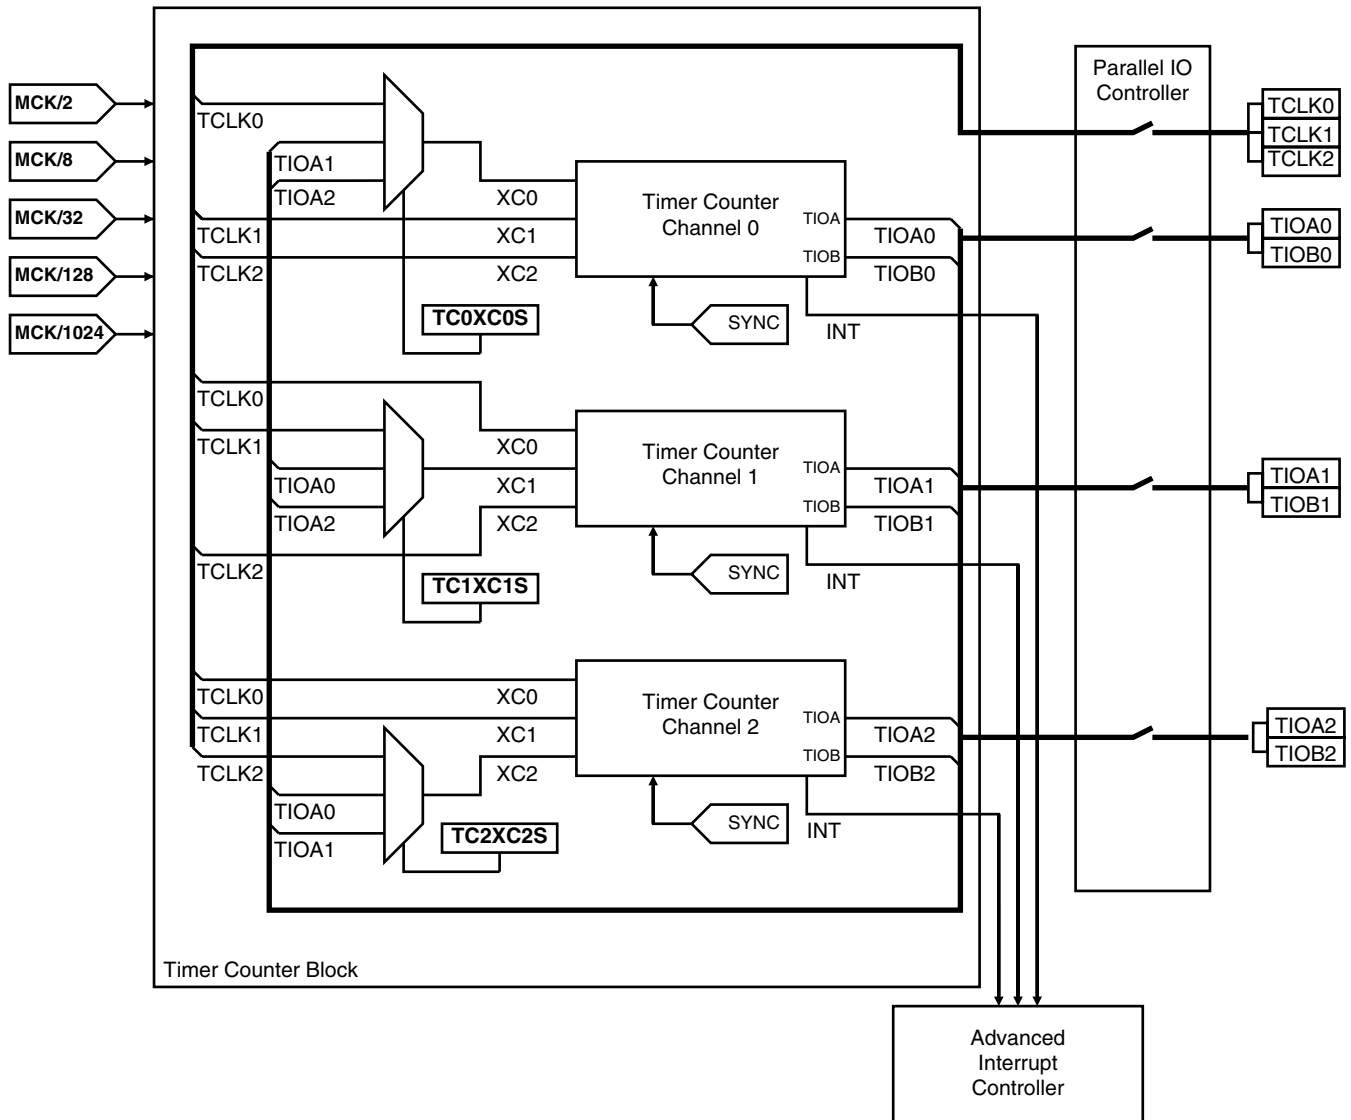 MCK/2
MCK/8
MCK/32
MCK/128
MCK/1024
TCLK0
TIOA1
TIOA2
TCLK1
TCLK2
XC0
XC1
XC2
TC0XC0S
Timer Counter
Channel 0
TIOA
TIOB
TIOA0
TIOB0
SYNC
INT
TCLK0
TCLK1
TIOA0
TIOA2
TCLK2
XC0
XC1
XC2
TC1XC1S
Timer Counter
Channel 1
TIOA
TIOB
TIOA1
TIOB1
SYNC
INT
TCLK0
TCLK1
TCLK2
TIOA0
TIOA1
XC0
XC1
XC2
TC2XC2S
Timer Counter
Channel 2
TIOA
TIOB
TIOA2
TIOB2
SYNC
INT
Timer Counter Block
Parallel IO
Controller
TCLK0
TCLK1
TCLK2
TIOA0
TIOB0
TIOA1
TIOB1
TIOA2
TIOB2
Advanced
Interrupt
Controller